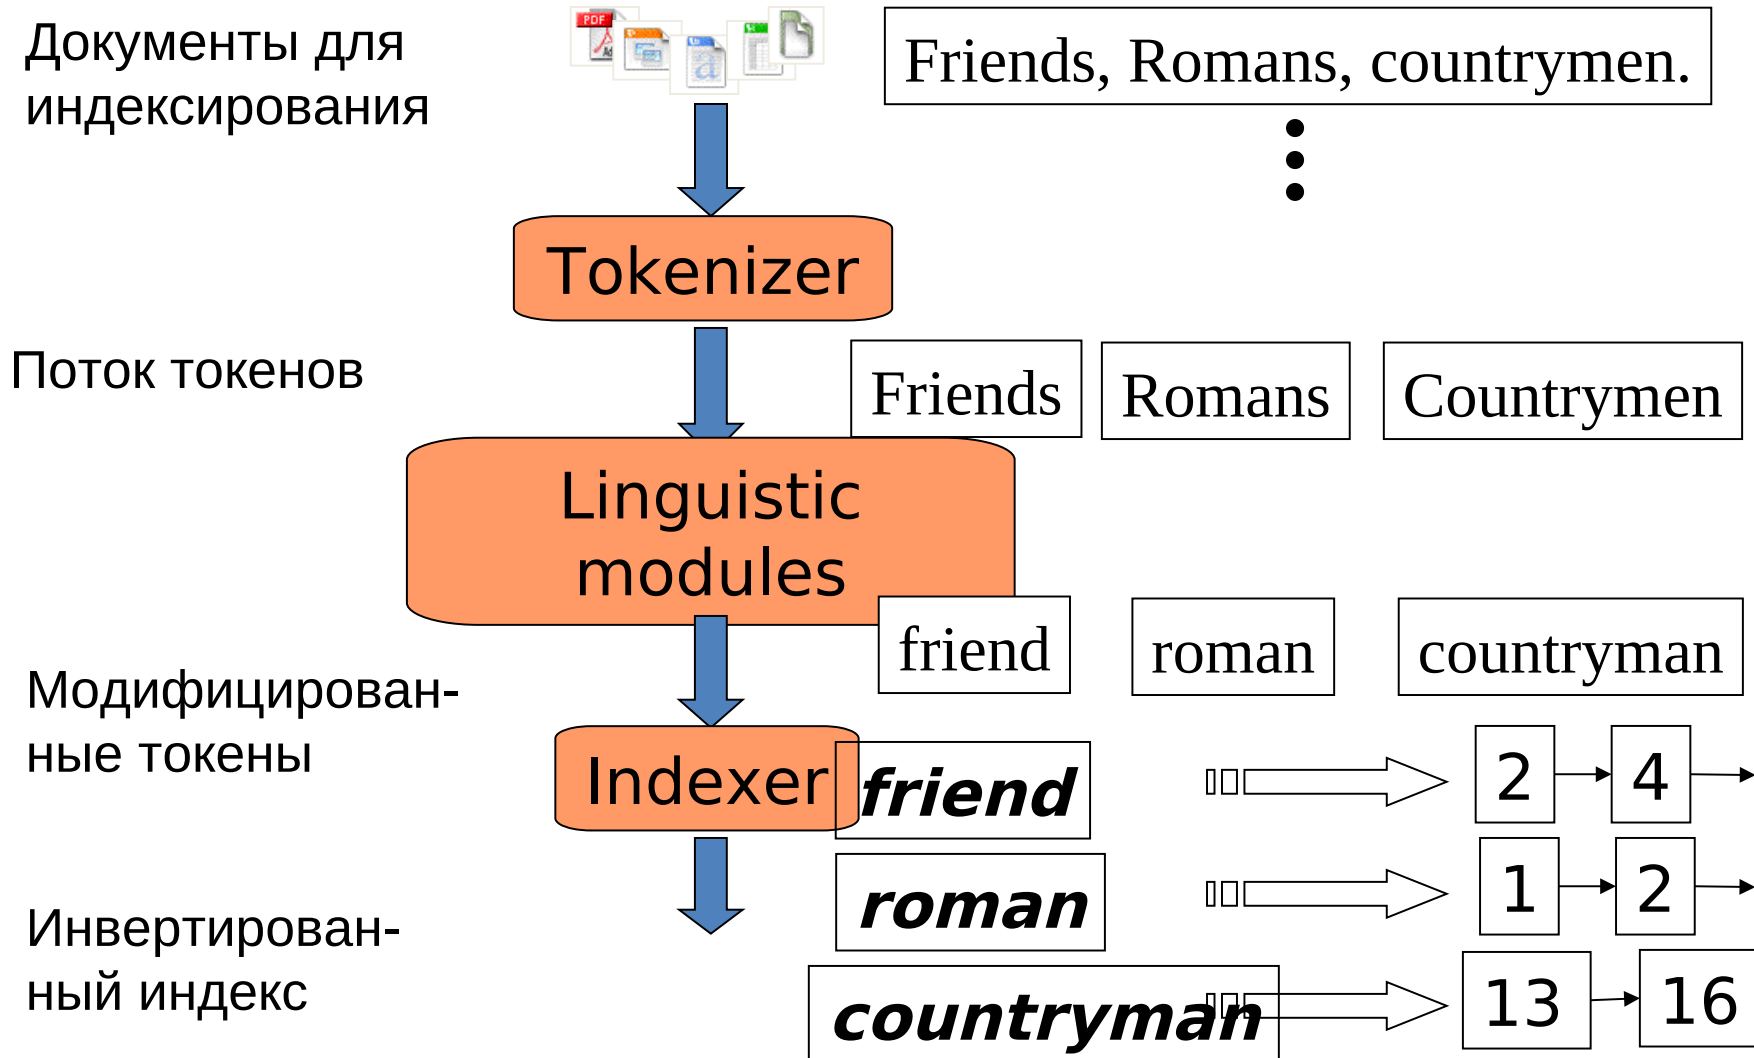 Документы для
индексирования
PDF
Friends, Romans, countrymen.
Tokenizer
Поток токенов
Friends
Romans
Countrymen
Linguistic
modules
friend
roman
countryman
Модифицирован-
ные токены
Indexer
friend
2
4
roman
1
2
Инвертирован-
ный индекс
countryman
13
16